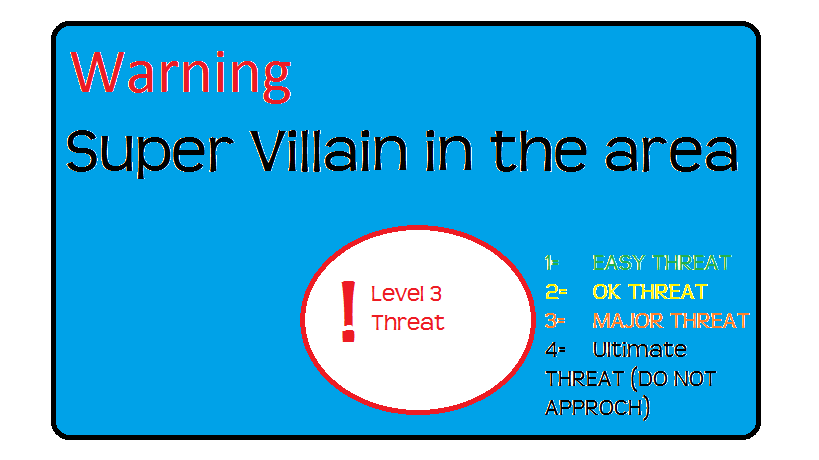 Warning
Super Villain in the area
! Level 3
Threat
1= EASY THREAT
2= OK THREAT
3= MAJOR THREAT
4= Ultimate
THREAT (DO NOT
APPROCH)